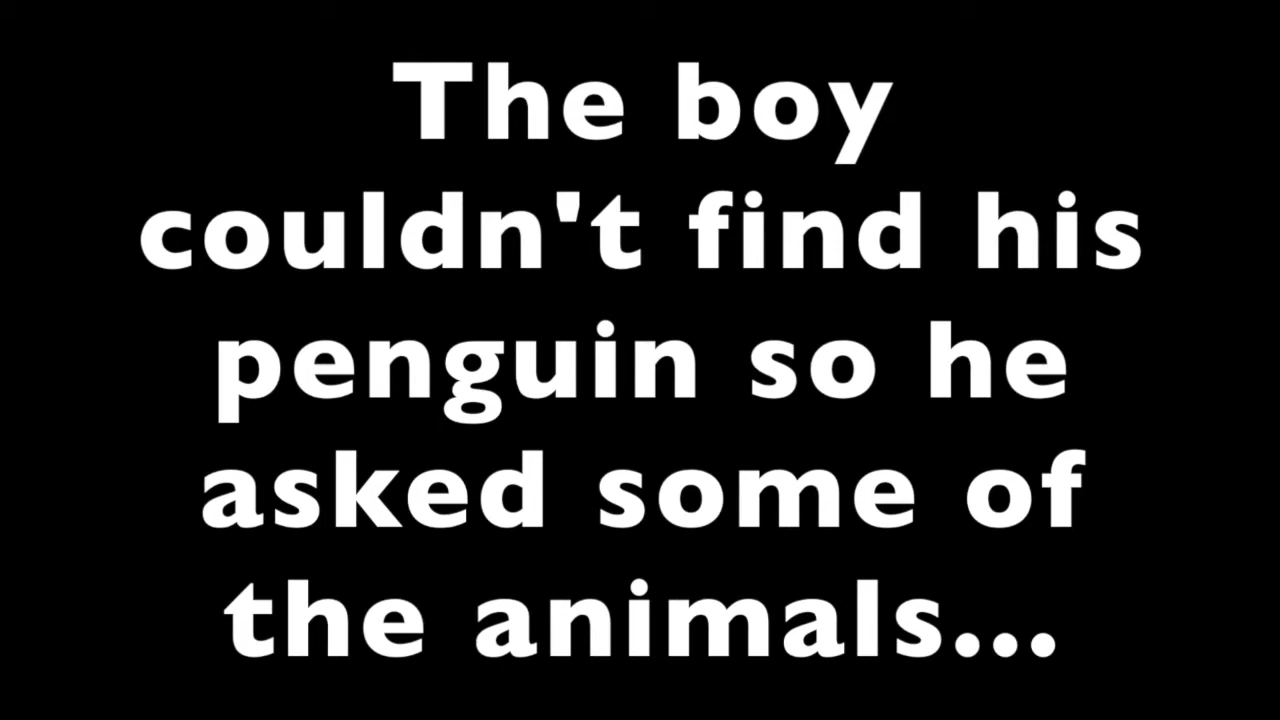 The boy
couldn't find his
penguin so he
asked some of
the animals...